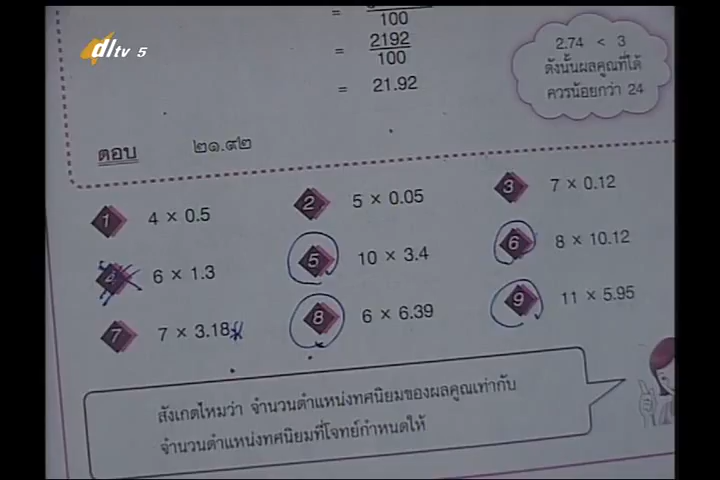 dltv 5
=
100
= 2192
100
= 21.92
2.74 < 3
ดังนั้นผลคูณที่ได้
ควรน้อยกว่า 24
ตอบ ๒๑.๙๒
1 4 × 0.5
2 5 × 0.05
3 7 × 0.12
4 6 × 1.3
5 10 × 3.4
6 8 × 10.12
7 7 × 3.18
8 6 × 6.39
9 11 × 5.95
สังเกตไหมว่า จำนวนตำแหน่งทศนิยมของผลคูณเท่ากับ
จำนวนตำแหน่งทศนิยมที่โจทย์กำหนดให้